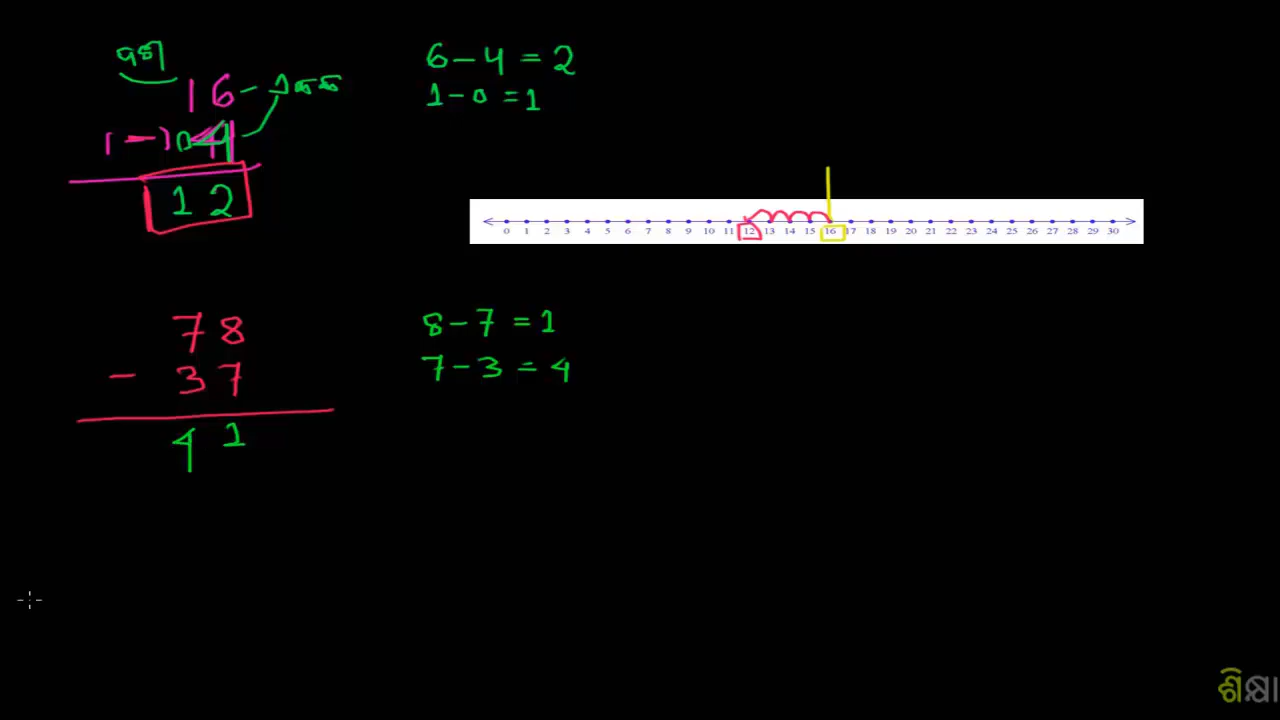 16
04
12
6 - 4 = 2
1 - 0 = 1
0 1 2 3 4 5 6 7 8 9 10 11 12 13 14 15 16 17 18 19 20 21 22 23 24 25 26 27 28 29 30
78
- 37
41
8 - 7 = 1
7 - 3 = 4
ଶିକ୍ଷା